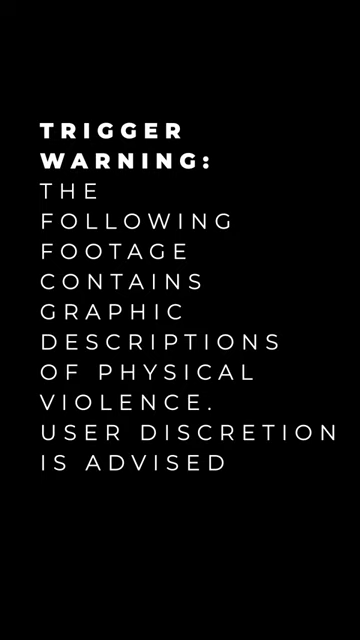 TRIGGER
WARNING:
THE
FOLLOWING
FOOTAGE
CONTAINS
GRAPHIC
DESCRIPTIONS
OF PHYSICAL
VIOLENCE.
USER DISCRETION
IS ADVISED